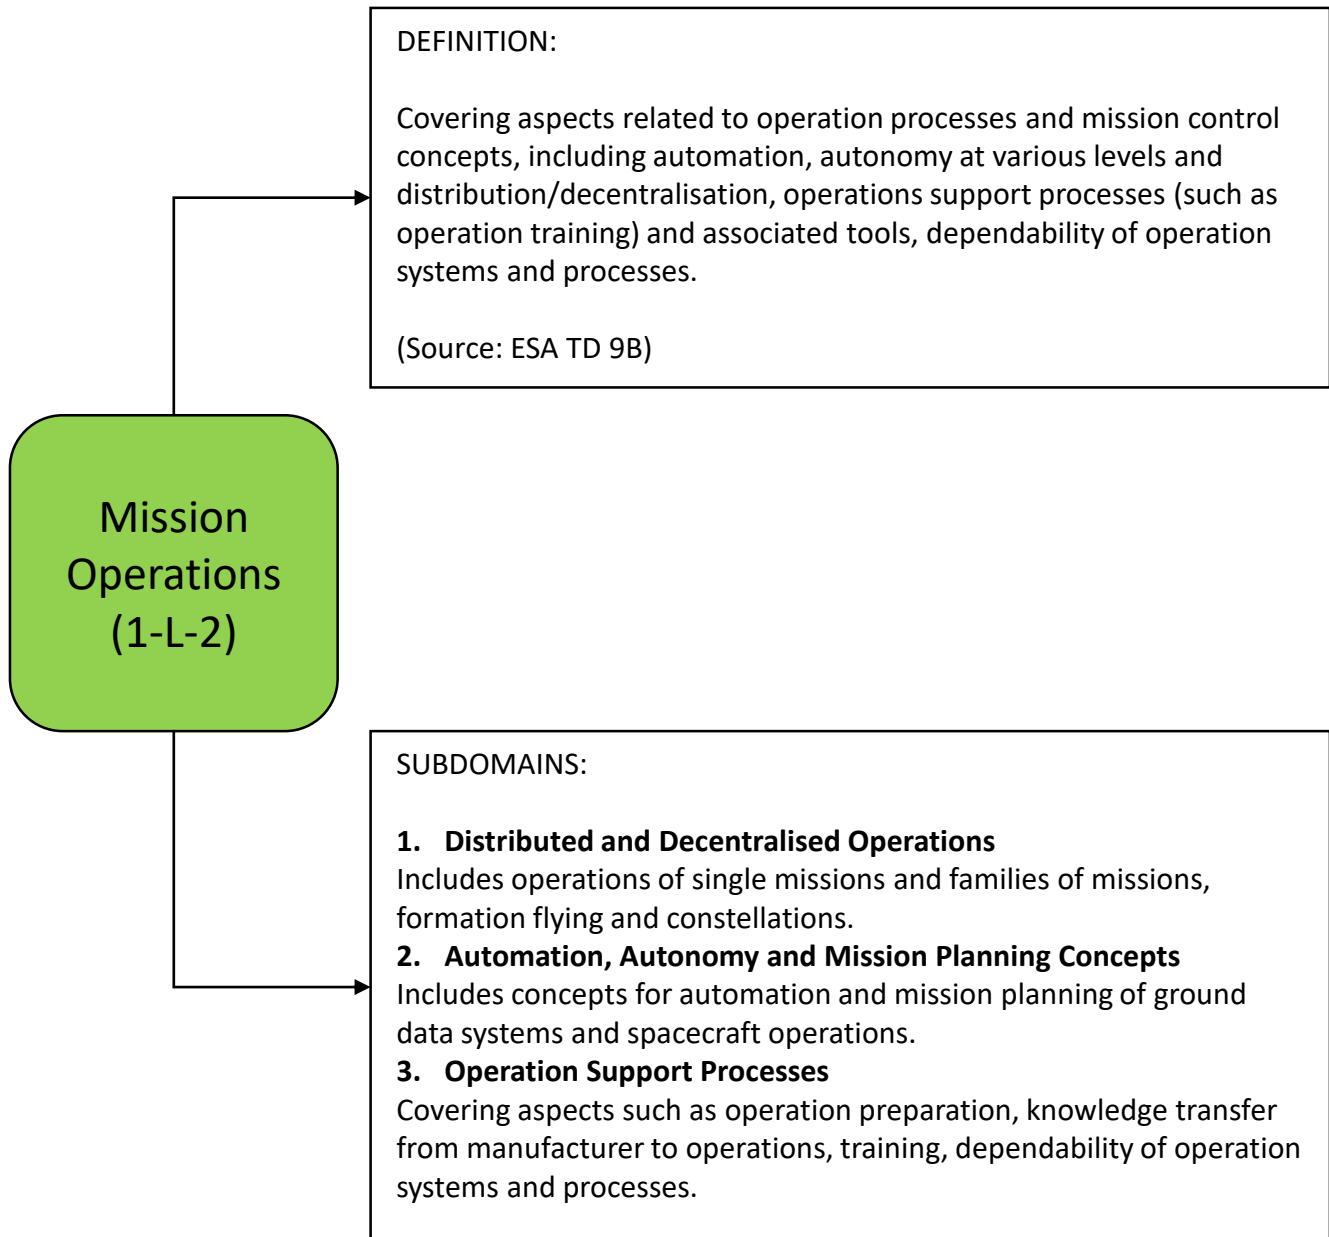 DEFINITION:
Covering aspects related to operation processes and mission control
concepts, including automation, autonomy at various levels and
distribution/decentralisation, operations support processes (such as
operation training) and associated tools, dependability of operation
systems and processes.
(Source: ESA TD 9B)
Mission
Operations
(1-L-2)
SUBDOMAINS:
1. Distributed and Decentralised Operations
Includes operations of single missions and families of missions,
formation flying and constellations.
2. Automation, Autonomy and Mission Planning Concepts
Includes concepts for automation and mission planning of ground
data systems and spacecraft operations.
3. Operation Support Processes
Covering aspects such as operation preparation, knowledge transfer
from manufacturer to operations, training, dependability of operation
systems and processes.